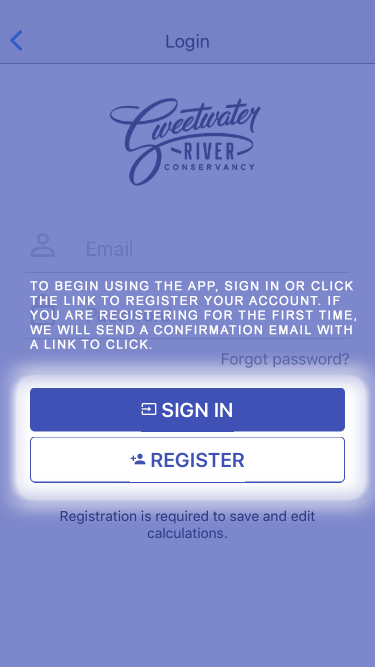 Login
Sweetwater
RIVER
CONSERVANCY
Email
TO BEGIN USING THE APP, SIGN IN OR CLICK
THE LINK TO REGISTER YOUR ACCOUNT. IF
YOU ARE REGISTERING FOR THE FIRST TIME,
WE WILL SEND A CONFIRMATION EMAIL WITH
A LINK TO CLICK.
Forgot password?
SIGN IN
REGISTER
Registration is required to save and edit
calculations.